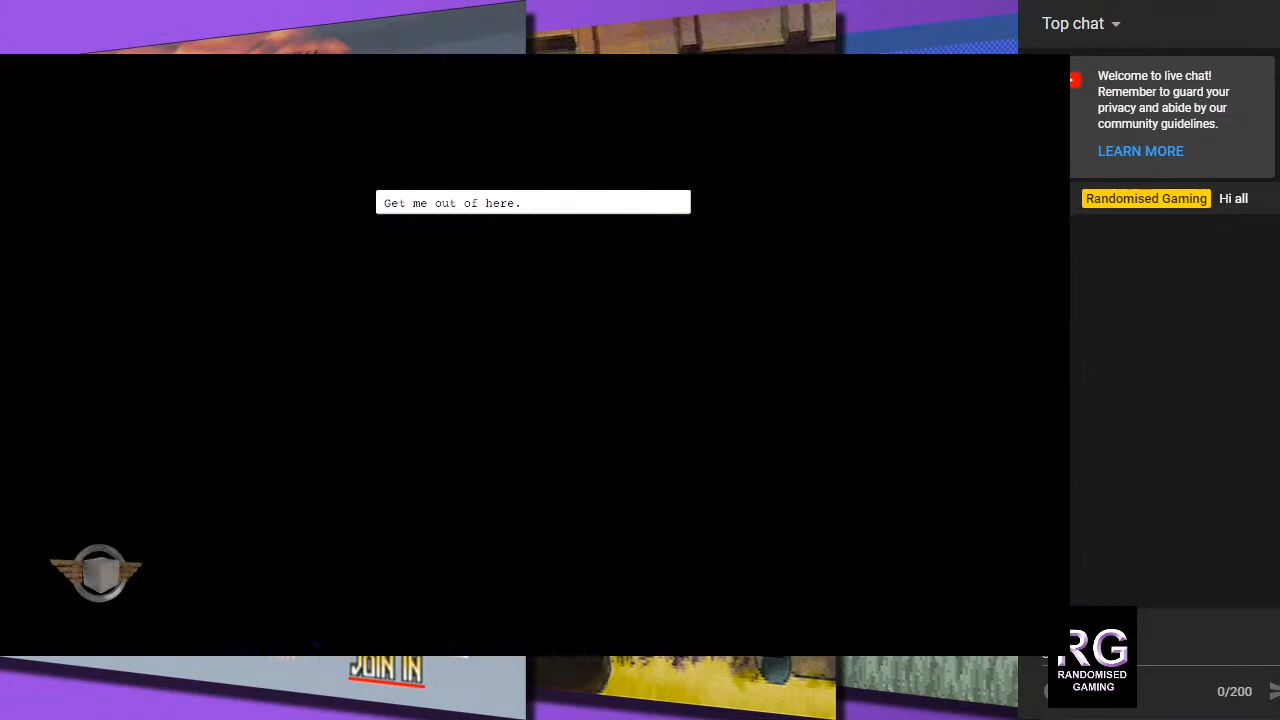 Top chat
Welcome to live chat!
Remember to guard your
privacy and abide by our
community guidelines.
LEARN MORE
Randomised Gaming Hi all
Get me out of here.
JOIN IN
RG
RANDOMISED
GAMING
0/200